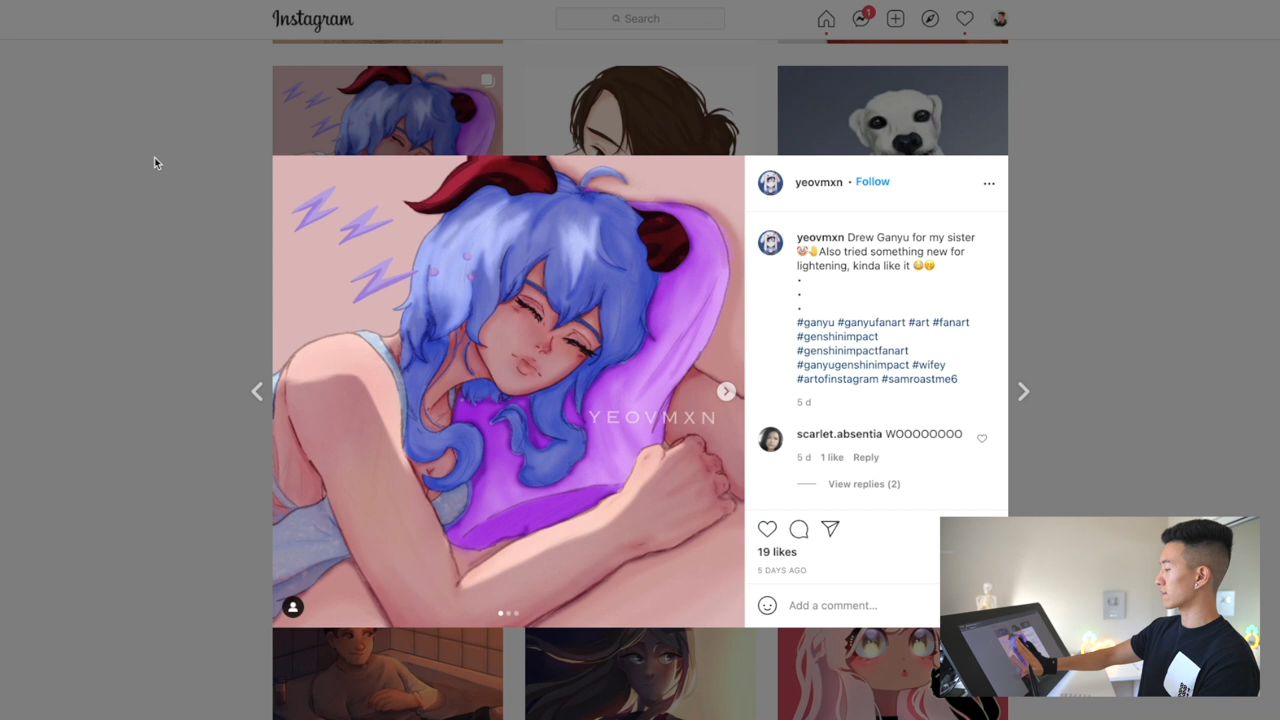 Instagram
Search
1
yeovmxn • Follow
yeovmxn Drew Ganyu for my sister
🤡🤚Also tried something new for
lightening, kinda like it 😳😏
.
.
.
#ganyu #ganyufanart #art #fanart
#genshinimpact
#genshinimpactfanart
#ganyugenshinimpact #wifey
#artofinstagram #samroastme6
5 d
scarlet.absentia WOOOOOOOO
5 d 1 like Reply
View replies (2)
YEOVMXN
19 likes
5 DAYS AGO
Add a comment...